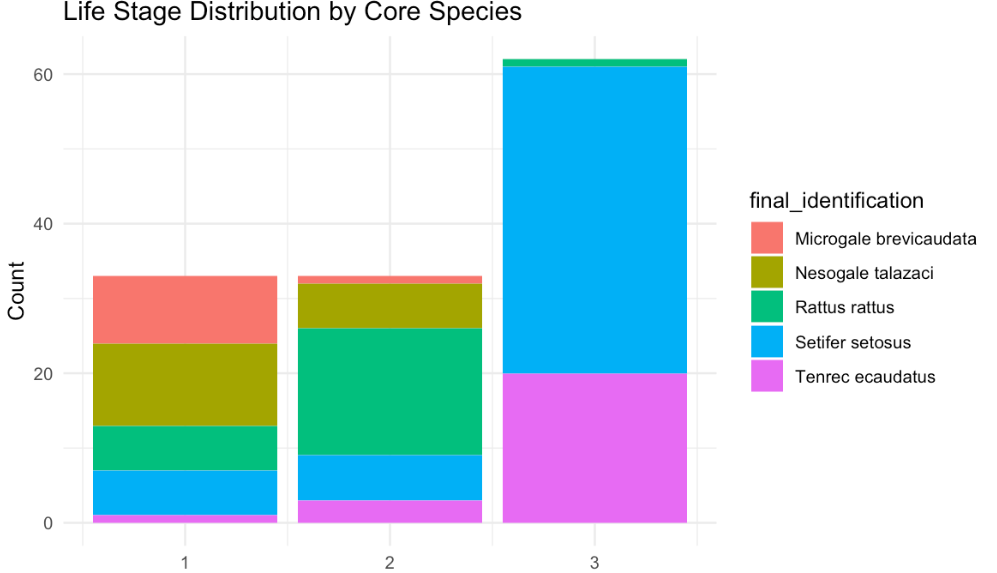 Life Stage Distribution by Core Species
Count
60
40
20
0
1
2
3
final_identification
Microgale brevicaudata
Nesogale talazaci
Rattus rattus
Setifer setosus
Tenrec ecaudatus